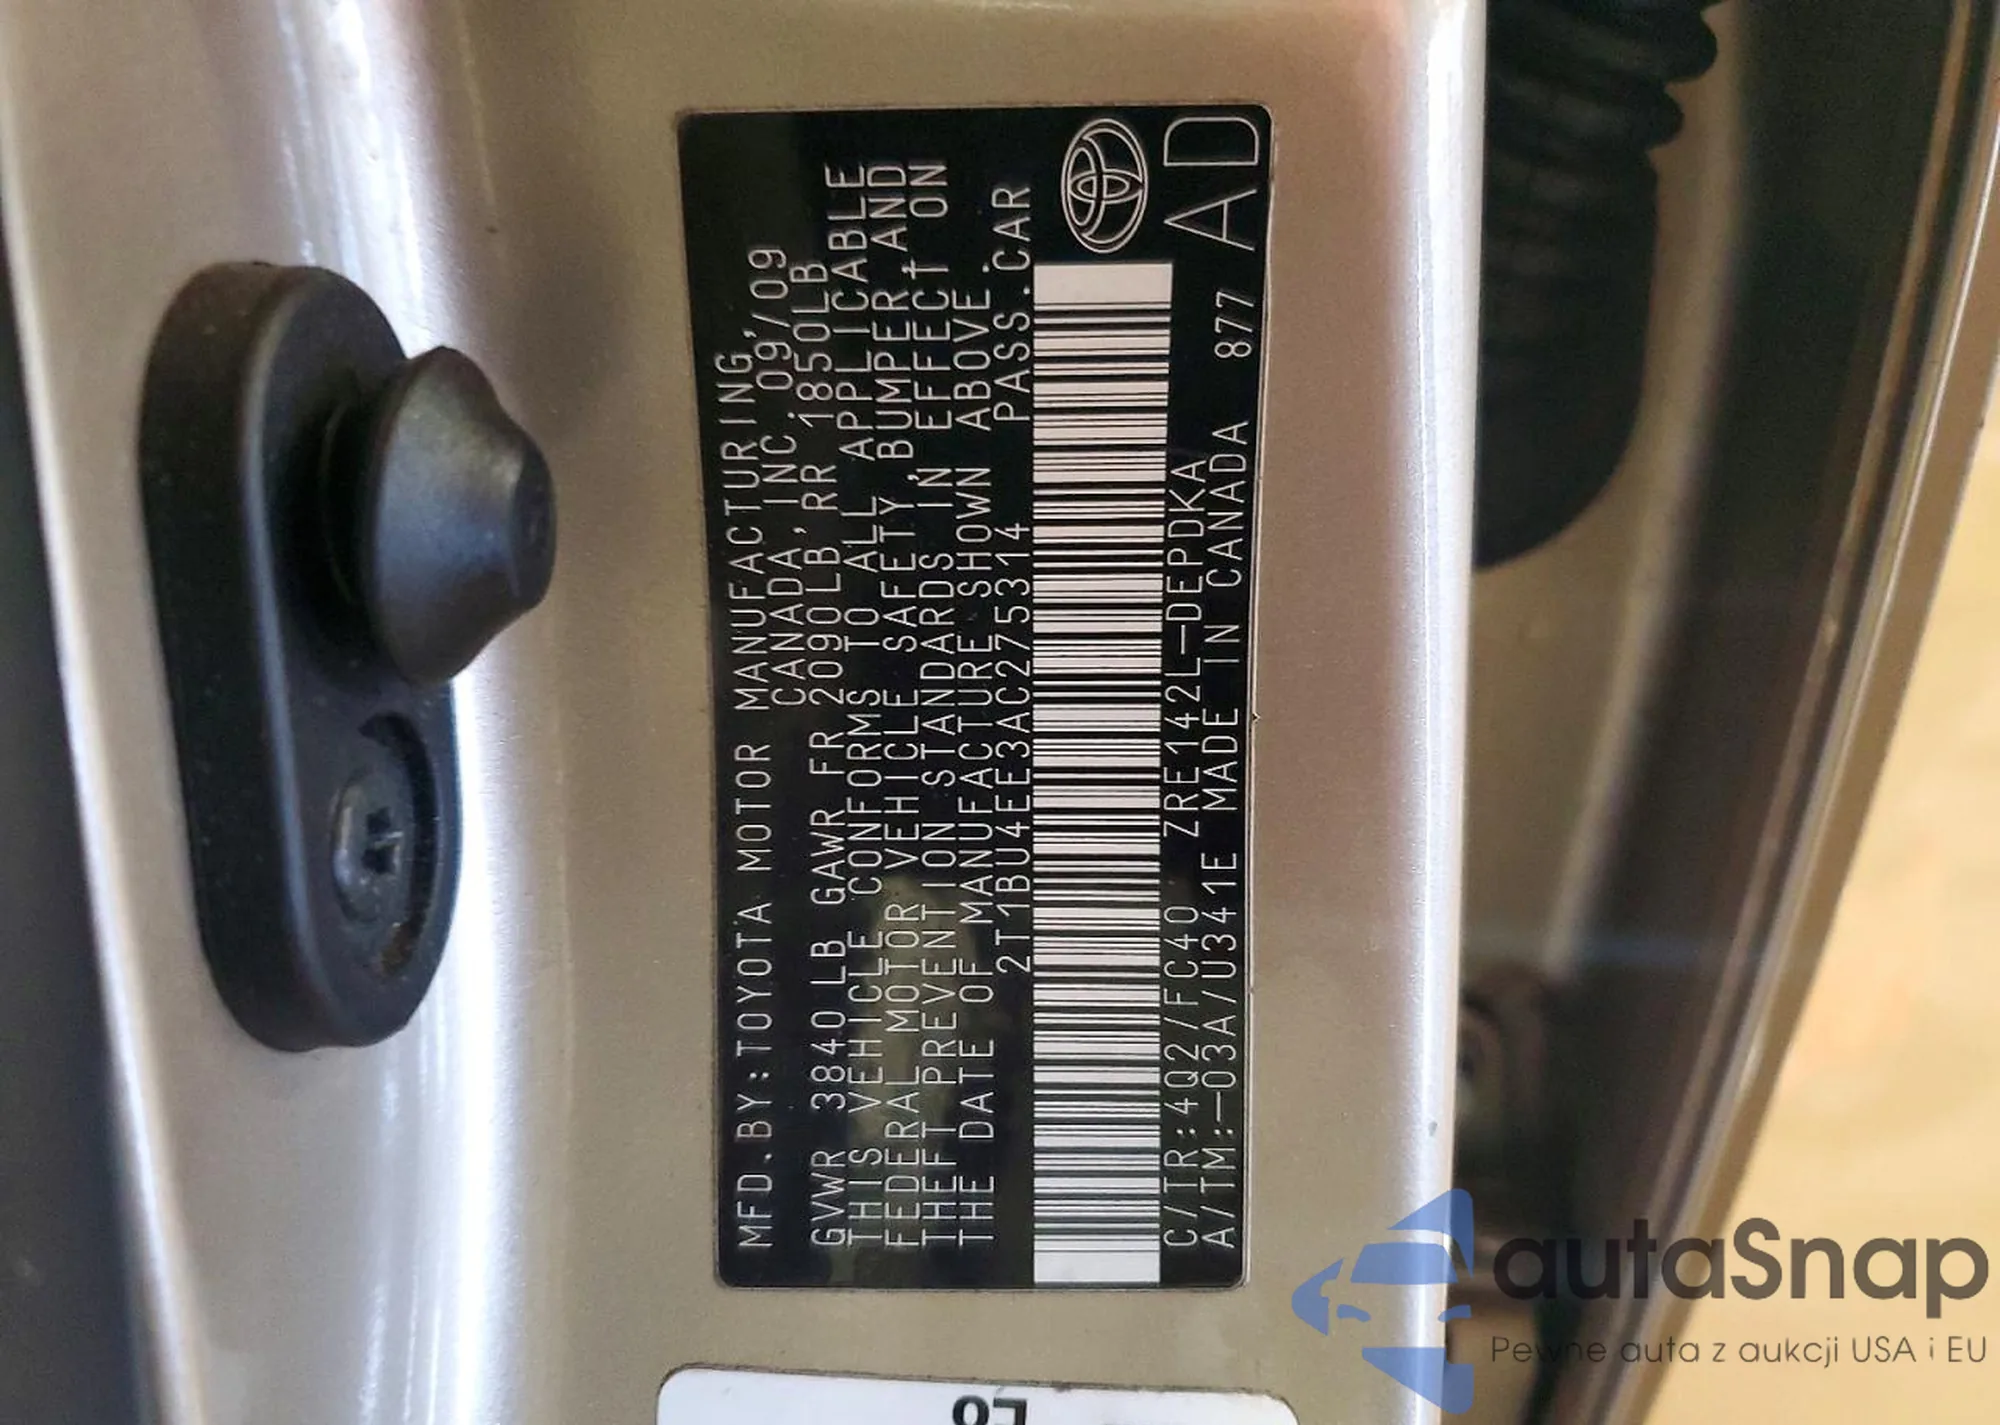 MFD.BY:TOYOTA MOTOR MANUFACTURING
CANADA, INC. 09'/09
GVWR 3840LB GAWR FR 2090LB, RR 1850LB
THIS VEHICLE CONFORMS TO ALL APPLICABLE
FEDERAL MOTOR VEHICLE SAFETY, BUMPER, AND
THEFT PREVENTION STANDARDS IN EFFECT ON
THE DATE OF MANUFACTURE SHOWN ABOVE.
2T1BU4EE3AC275314 PASS.CAR
C/TR:4Q2/FC40 ZRE142L-DEPDKA
A/TM:-03A/U341E MADE IN CANADA 877 AD
autaSnap
Pewne auta z aukcji USA i EU